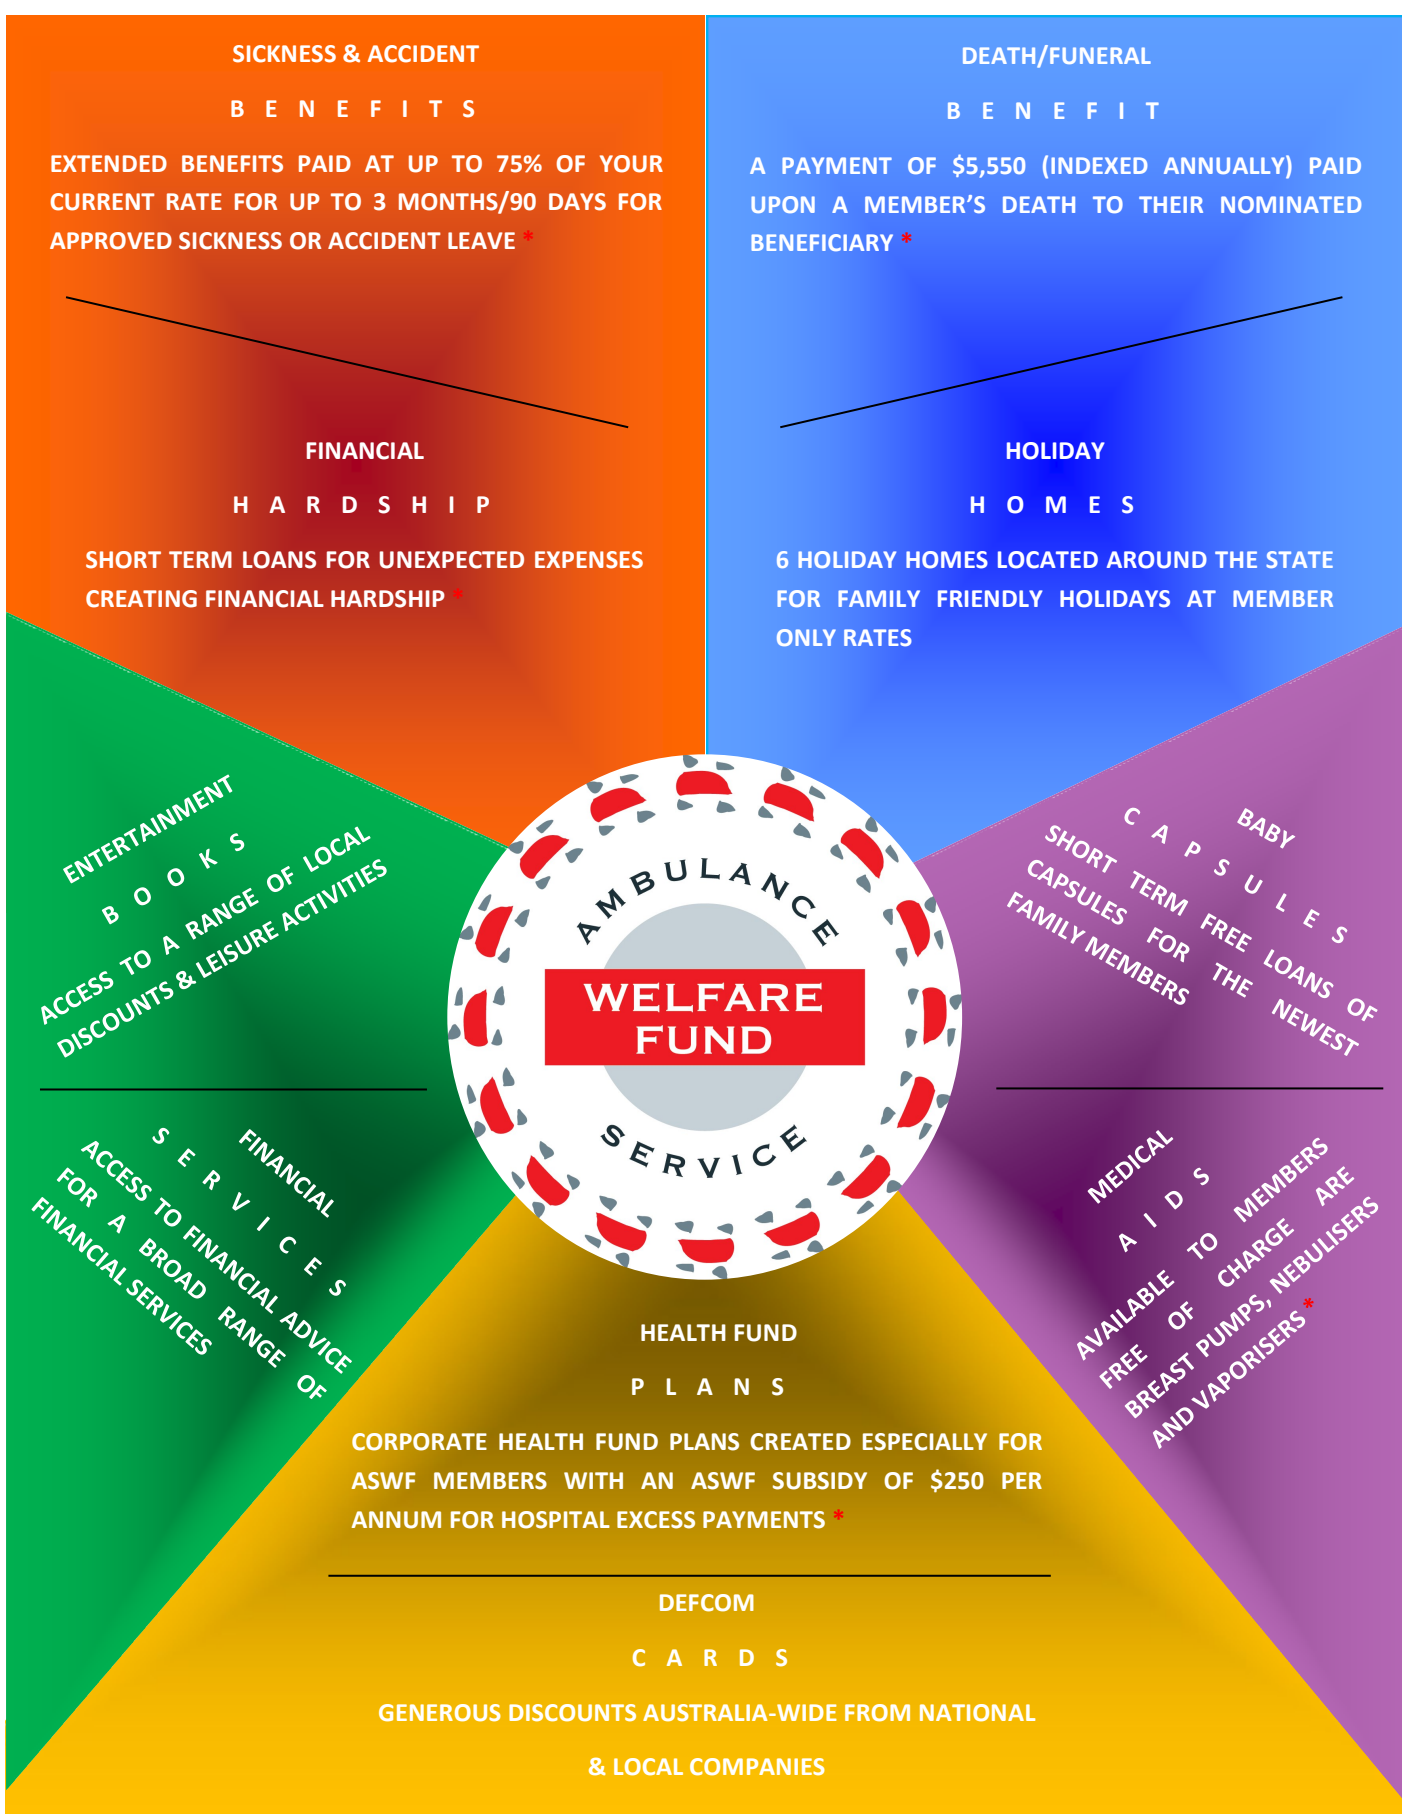 SICKNESS & ACCIDENT
B E N E F I T S
EXTENDED BENEFITS PAID AT UP TO 75% OF YOUR
CURRENT RATE FOR UP TO 3 MONTHS/90 DAYS FOR
APPROVED SICKNESS OR ACCIDENT LEAVE *
FINANCIAL
H A R D S H I P
SHORT TERM LOANS FOR UNEXPECTED EXPENSES
CREATING FINANCIAL HARDSHIP *
DEATH/FUNERAL
B E N E F I T
A PAYMENT OF $5,550 (INDEXED ANNUALLY) PAID
UPON A MEMBER’S DEATH TO THEIR NOMINATED
BENEFICIARY *
HOLIDAY
H O M E S
6 HOLIDAY HOMES LOCATED AROUND THE STATE
FOR FAMILY FRIENDLY HOLIDAYS AT MEMBER
ONLY RATES
ENTERTAINMENT
B O O K S
ACCESS TO A RANGE OF LOCAL
DISCOUNTS & LEISURE ACTIVITIES
FINANCIAL
S E R V I C E S
ACCESS TO FINANCIAL ADVICE
FOR A BROAD RANGE OF
FINANCIAL SERVICES
AMBULANCE
WELFARE
FUND
SERVICE
BABY
C A P S U L E S
SHORT TERM FREE LOANS OF
CAPSULES FOR THE NEWEST
FAMILY MEMBERS
MEDICAL
A I D S
AVAILABLE TO MEMBERS
FREE OF CHARGE ARE
BREAST PUMPS, NEBULISERS
AND VAPORISERS *
HEALTH FUND
P L A N S
CORPORATE HEALTH FUND PLANS CREATED ESPECIALLY FOR
ASWF MEMBERS WITH AN ASWF SUBSIDY OF $250 PER
ANNUM FOR HOSPITAL EXCESS PAYMENTS *
DEFCOM
C A R D S
GENEROUS DISCOUNTS AUSTRALIA-WIDE FROM NATIONAL
& LOCAL COMPANIES